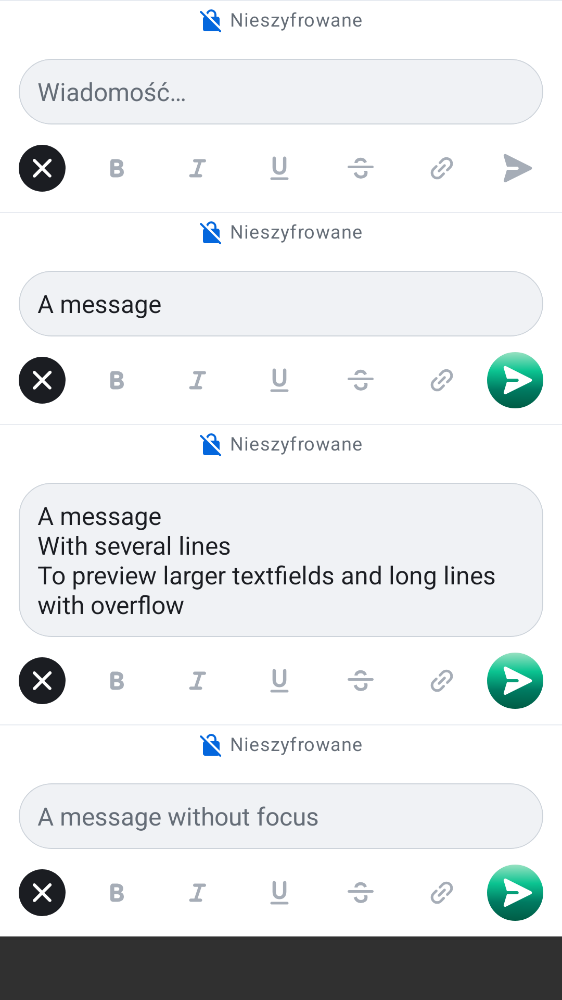 Nieszyfrowane
Wiadomość…
B I U S
Nieszyfrowane
A message
B I U S
Nieszyfrowane
A message
With several lines
To preview larger textfields and long lines
with overflow
B I U S
Nieszyfrowane
A message without focus
B I U S